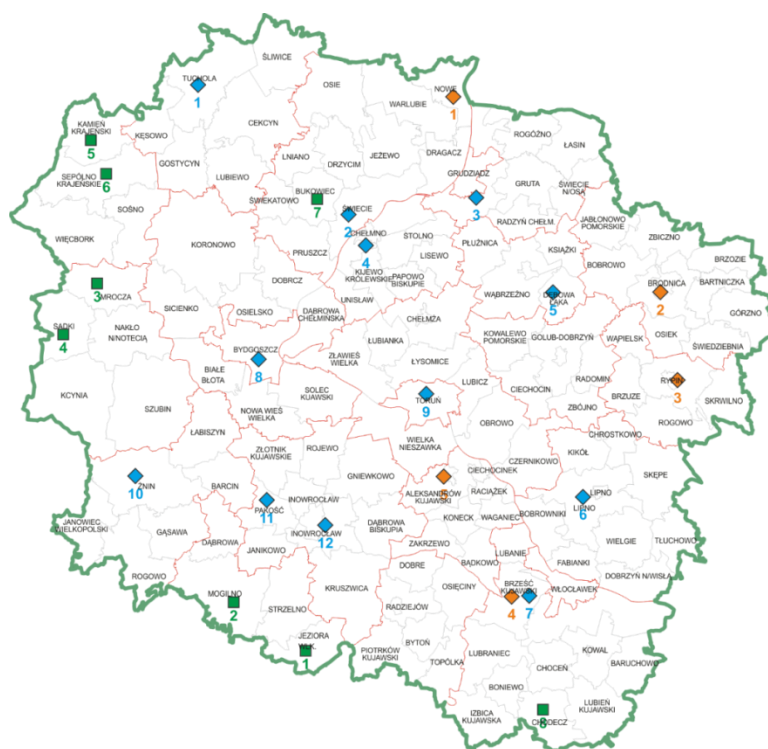 ŚLIWICE
TUCHOLA
1
OSIE
NOWE
1
WARLUBIE
KAMIEŃ
KRAJEŃSKI
5
KĘSOWO
CEKCYN
ROGÓŹNO
ŁASIN
GOSTYCYN
LUBIEWO
LNIANO
DRZYCIM
JEŻEWO
DRAGACZ
GRUDZIĄDZ
SEPÓLNO
KRAJEŃSKIE
6
BUKOWIEC
7
ŚWIEKATOWO
GRUTA
ŚWIECIE
N/OSA
3
SOŚNO
ŚWIECIE
2
RADZYŃ CHEŁM.
JABŁONOWO
POMORSKIE
WIĘCBORK
KORONOWO
PRUSZCZ
CHEŁMNO
4
STOLNO
LISEWO
PŁUŻNICA
KSIĄŻKI
ZBICZNO
BOBROWO
BRZOZIE
KIJEWO
KRÓLEWSKIE
PAPOWO
BISKUPIE
BARTNICZKA
3
MROCZA
DOBRCZ
UNISŁAW
WĄBRZEŹNO
DĘBOWA
ŁĄKA
5
BRODNICA
2
GÓRZNO
SICIENKO
OSIELSKO
DĄBROWA
CHEŁMIŃSKA
CHEŁMŻA
SADKI
4
NAKŁO
N/NOTECIĄ
KOWALEWO
POMORSKIE
GOLUB-DOBRZYŃ
WĄPIELSK
OSIEK
ŚWIEDZIEBNIA
ŁUBIANKA
BYDGOSZCZ
8
ZŁAWIEŚ
WIELKA
ŁYSOMICE
BIAŁE
BŁOTA
RADOMIN
RYPIN
3
KCYNIA
SOLEC
KUJAWSKI
LUBICZ
CIECHOCIN
BRZUZE
SKRWILNO
TORUŃ
9
SZUBIN
NOWA WIEŚ
WIELKA
ZBÓJNO
ROGOWO
OBROWO
ŁABISZYN
CHROSTKOWO
ZŁOTNIK
KUJAWSKIE
ROJEWO
WIELKA
NIESZAWKA
KIKÓŁ
CZERNIKOWO
CIECHOCINEK
SKĘPE
GNIEWKOWO
ŻNIN
10
BARCIN
ALEKSANDRÓW
KUJAWSKI
RACIĄŻEK
LIPNO
LIPNO
6
INOWROCŁAW
PAKOŚĆ
11
BOBROWNIKI
KONECK
WAGANIEC
JANOWIEC
WIELKOPOLSKI
GĄSAWA
INOWROCŁAW
12
DĄBROWA
BISKUPIA
DĄBROWA
ZAKRZEWO
WIELGIE
TŁUCHOWO
JANIKOWO
LUBANIE
FABIANKI
DOBRE
BĄDKOWO
ROGOWO
KRUSZWICA
OSIĘCINY
BRZEŚĆ
KUJAWSKI
4
7
WŁOCŁAWEK
DOBRZYŃ N/WISŁĄ
MOGILNO
2
STRZELNO
RADZIEJÓW
JEZIORA
WLK.
1
PIOTRKÓW
KUJAWSKI
BYTOŃ
TOPÓLKA
LUBRANIEC
KOWAL
CHOCEŃ
BARUCHOWO
BONIEWO
LUBIEŃ
KUJAWSKI
IZBICA
KUJAWSKA
CHODECZ
8